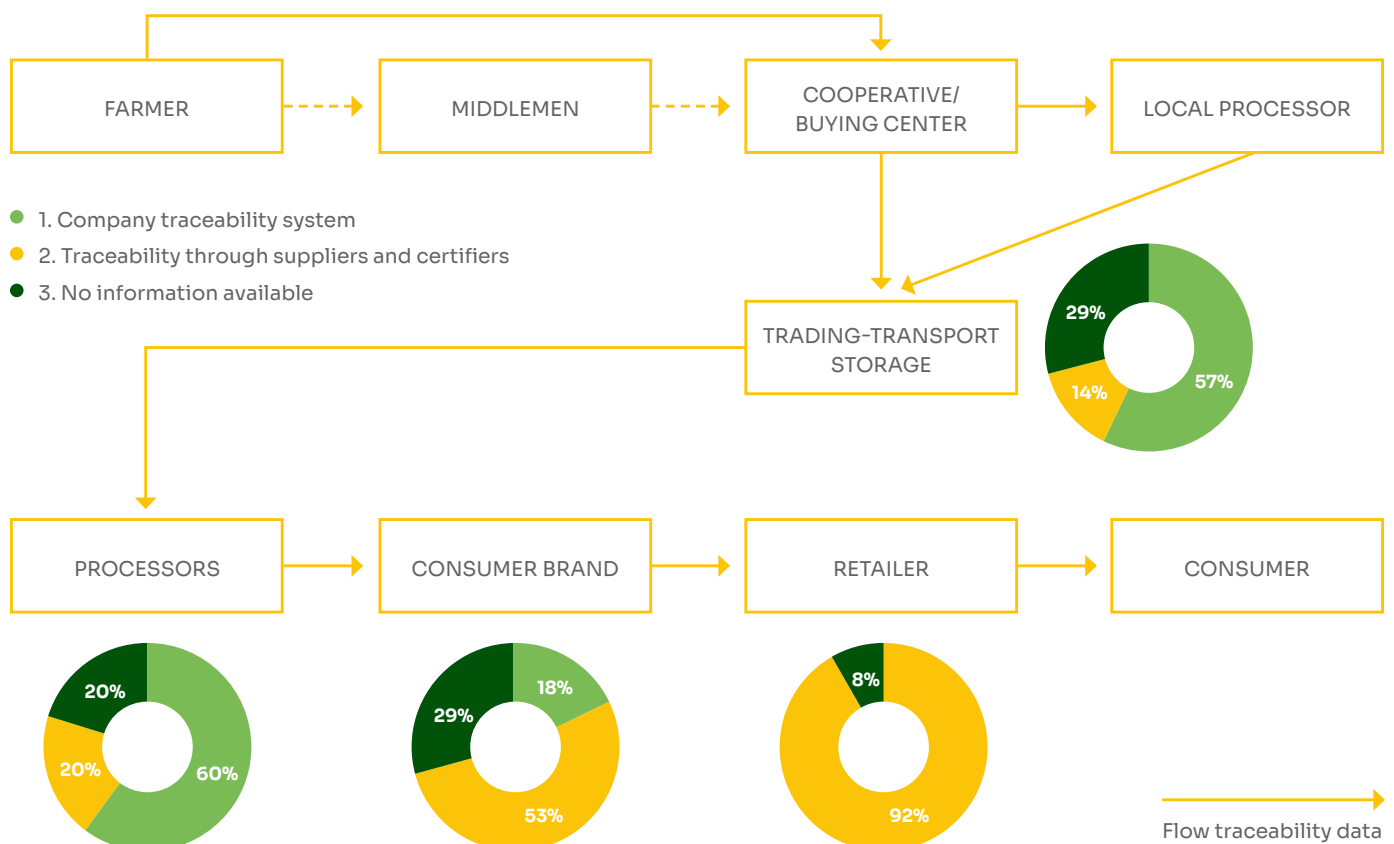 FARMER
MIDDLEMEN
COOPERATIVE/
BUYING CENTER
LOCAL PROCESSOR
1. Company traceability system
2. Traceability through suppliers and certifiers
3. No information available
TRADING-TRANSPORT
STORAGE
29%
57%
14%
PROCESSORS
CONSUMER BRAND
RETAILER
CONSUMER
20%
20%
60%
18%
29%
53%
8%
92%
Flow traceability data